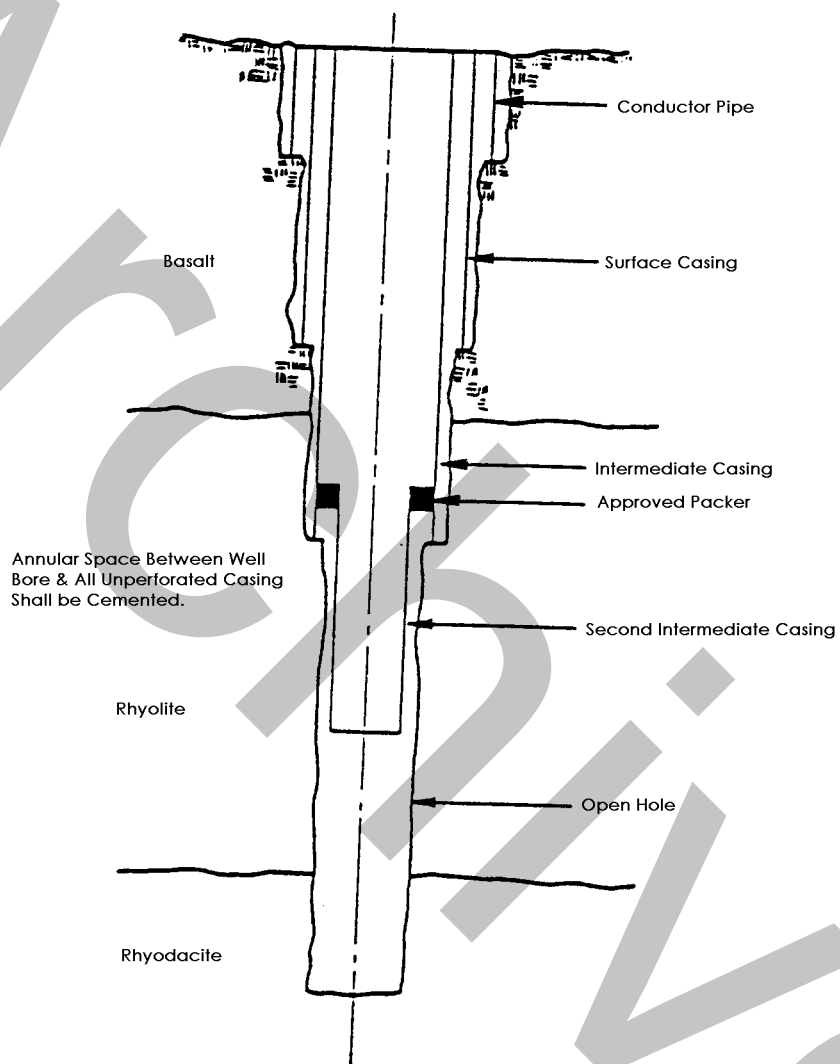 Conductor Pipe
Basalt
Surface Casing
Intermediate Casing
Approved Packer
Annular Space Between Well
Bore & All Unperforated Casing
Shall be Cemented.
Second Intermediate Casing
Rhyolite
Open Hole
Rhyodacite